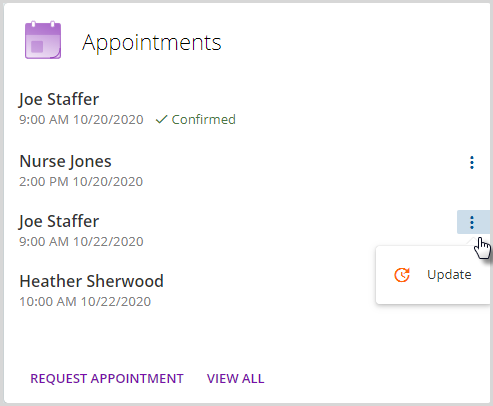 Appointments
Joe Staffer
9:00 AM 10/20/2020 Confirmed
Nurse Jones
2:00 PM 10/20/2020
Joe Staffer
9:00 AM 10/22/2020
Update
Heather Sherwood
10:00 AM 10/22/2020
REQUEST APPOINTMENT VIEW ALL